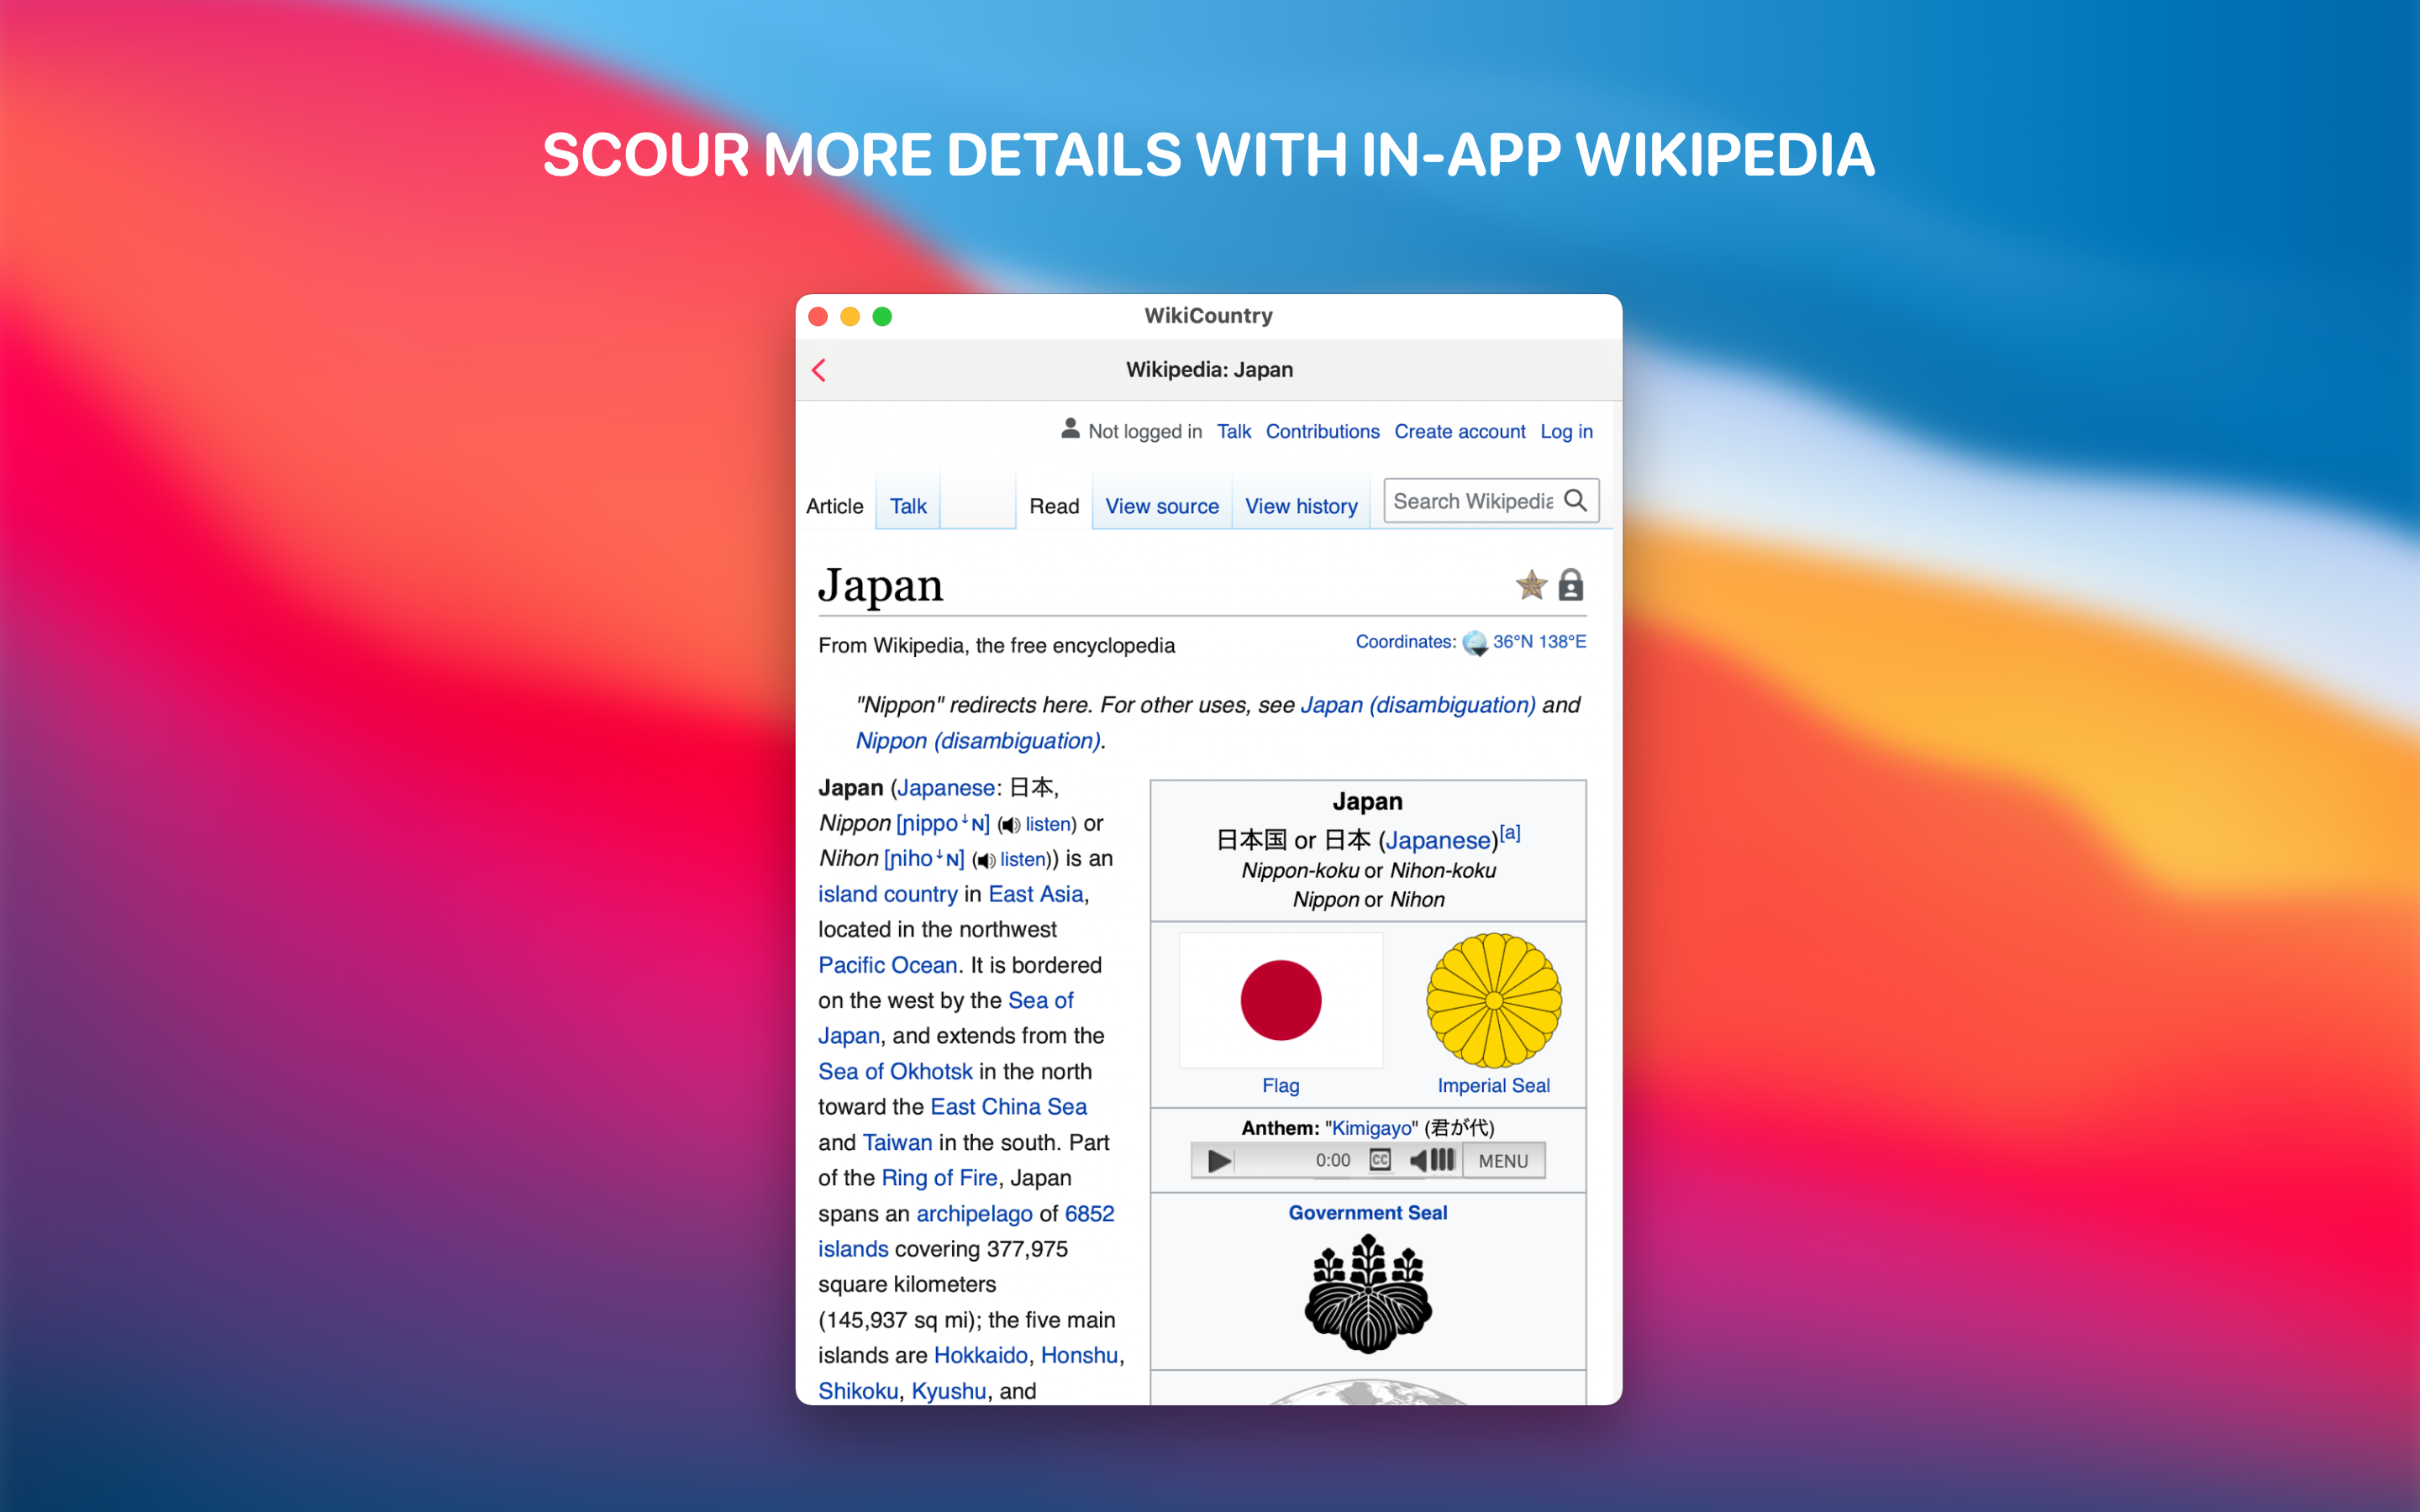 SCOUR MORE DETAILS WITH IN-APP WIKIPEDIA
WikiCountry
Wikipedia: Japan
Not logged in Talk Contributions Create account Log in
Article Talk Read View source View history Search Wikipedia
Japan
From Wikipedia, the free encyclopedia
Coordinates: 36°N 138°E
"Nippon" redirects here. For other uses, see Japan (disambiguation) and
Nippon (disambiguation).
Japan (Japanese: 日本,
Nippon [ɲippoꜜɴ] (listen) or
Nihon [ɲihoꜜɴ] (listen)) is an
island country in East Asia,
located in the northwest
Pacific Ocean. It is bordered
on the west by the Sea of
Japan, and extends from the
Sea of Okhotsk in the north
toward the East China Sea
and Taiwan in the south. Part
of the Ring of Fire, Japan
spans an archipelago of 6852
islands covering 377,975
square kilometers
(145,937 sq mi); the five main
islands are Hokkaido, Honshu,
Shikoku, Kyushu, and
Japan
日本国 or 日本 (Japanese)[a]
Nippon-koku or Nihon-koku
Nippon or Nihon
Flag
Imperial Seal
Anthem: "Kimigayo" (君が代)
0:00 CC MENU
Government Seal